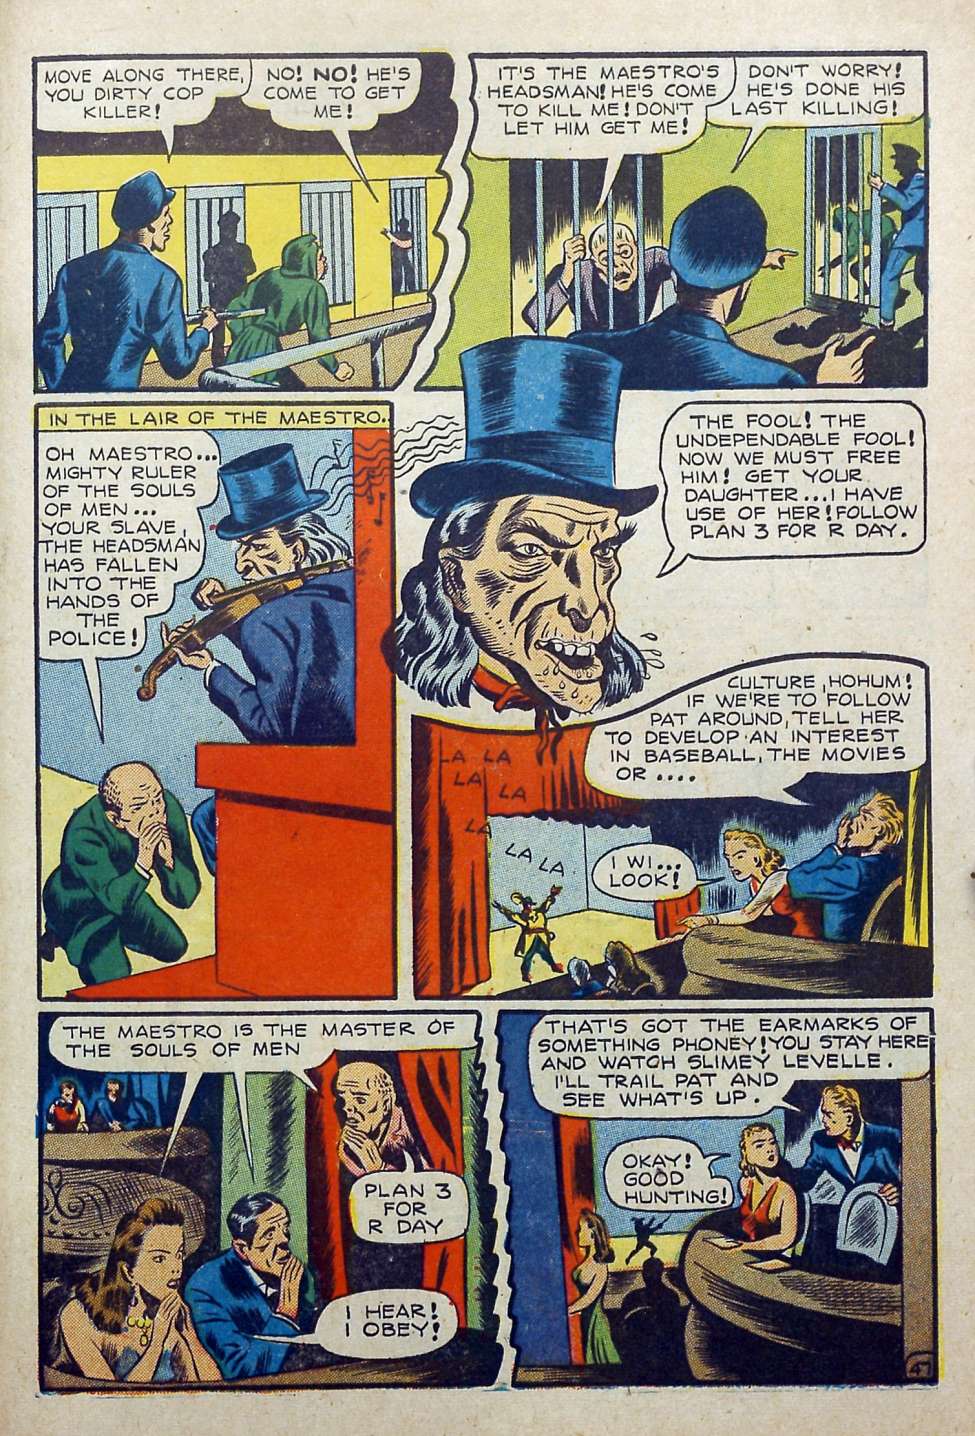 MOVE ALONG THERE,
YOU DIRTY COP
KILLER!
NO! NO! HE'S
COME TO GET
ME!
IT'S THE MAESTRO'S
HEADSMAN! HE'S COME
TO KILL ME! DON'T
LET HIM GET ME!
DON'T WORRY!
HE'S DONE HIS
LAST KILLING!
IN THE LAIR OF THE MAESTRO..
OH MAESTRO...
MIGHTY RULER
OF THE SOULS
OF MEN...
YOUR SLAVE,
THE HEADSMAN
HAS FALLEN
INTO THE
HANDS OF
THE
POLICE!
THE FOOL! THE
UNDEPENDABLE FOOL!
NOW WE MUST FREE
HIM! GET YOUR
DAUGHTER...I HAVE
USE OF HER! FOLLOW
PLAN 3 FOR R DAY.
CULTURE, HOHUM!
IF WE'RE TO FOLLOW
PAT AROUND, TELL HER
TO DEVELOP AN INTEREST
IN BASEBALL, THE MOVIES
OR ....
LA LA
LA
LA
LA
LA LA
I WI...
LOOK!
THE MAESTRO IS THE MASTER OF
THE SOULS OF MEN
PLAN 3
FOR
R DAY
I HEAR!
I OBEY!
THAT'S GOT THE EARMARKS OF
SOMETHING PHONEY! YOU STAY HERE
AND WATCH SLIMEY LEVELLE.
I'LL TRAIL PAT AND
SEE WHAT'S UP.
OKAY!
GOOD
HUNTING!
4